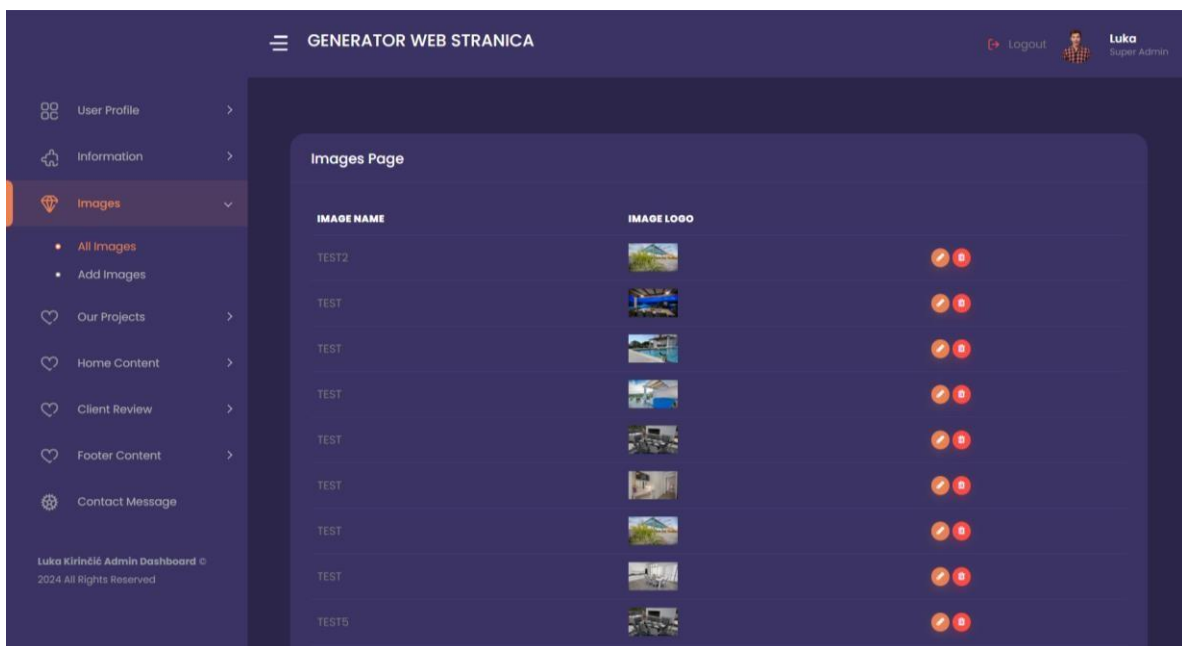 GENERATOR WEB STRANICA
Logout
Luka
Super Admin
User Profile
Information
Images
All Images
Add Images
Our Projects
Home Content
Client Review
Footer Content
Contact Message
Luka Kirinčić Admin Dashboard ©
2024 All Rights Reserved
Images Page
IMAGE NAME IMAGE LOGO
TEST2
TEST
TEST
TEST
TEST
TEST
TEST
TEST
TEST5